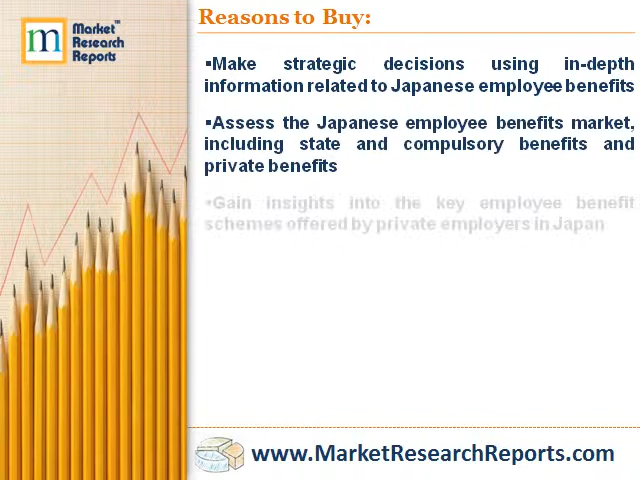 m
Market™
Research
Reports
Reasons to Buy:
▪Make strategic decisions using in-depth
information related to Japanese employee benefits
▪Assess the Japanese employee benefits market,
including state and compulsory benefits and
private benefits
▪Gain insights into the key employee benefit
schemes offered by private employers in Japan
www.MarketResearchReports.com